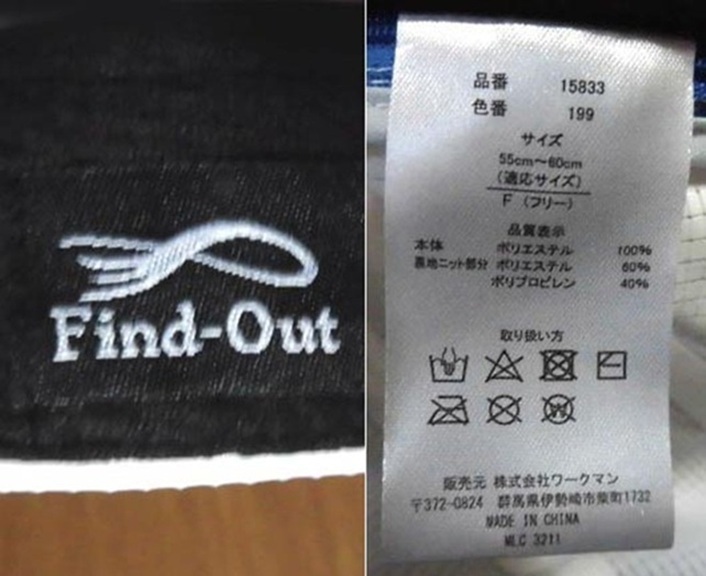 Find-Out
品番 15833
色番 199
サイズ
55cm〜60cm
(適応サイズ)
F (フリー)
品質表示
本体 ポリエステル 100%
裏地ニット部分 ポリエステル 60%
ポリプロピレン 40%
取り扱い方
販売元 株式会社ワークマン
〒372-0824 群馬県伊勢崎市柴町1732
MADE IN CHINA
MLC 3211